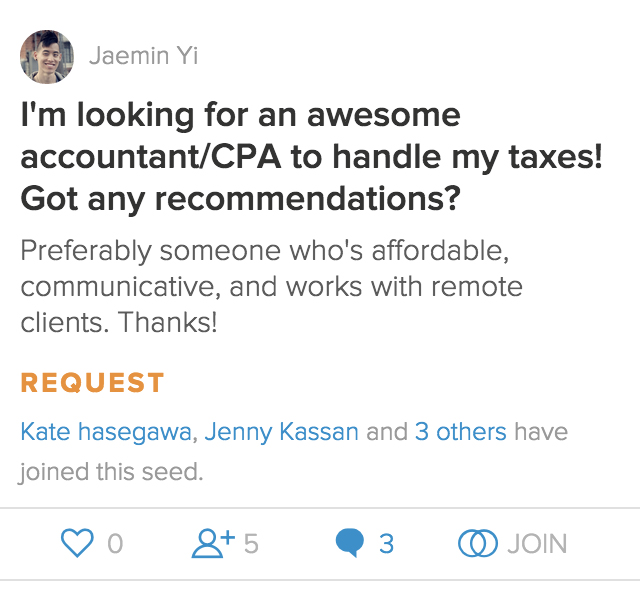 Jaemin Yi
I'm looking for an awesome
accountant/CPA to handle my taxes!
Got any recommendations?
Preferably someone who's affordable,
communicative, and works with remote
clients. Thanks!
REQUEST
Kate hasegawa, Jenny Kassan and 3 others have
joined this seed.
0 5 3 JOIN